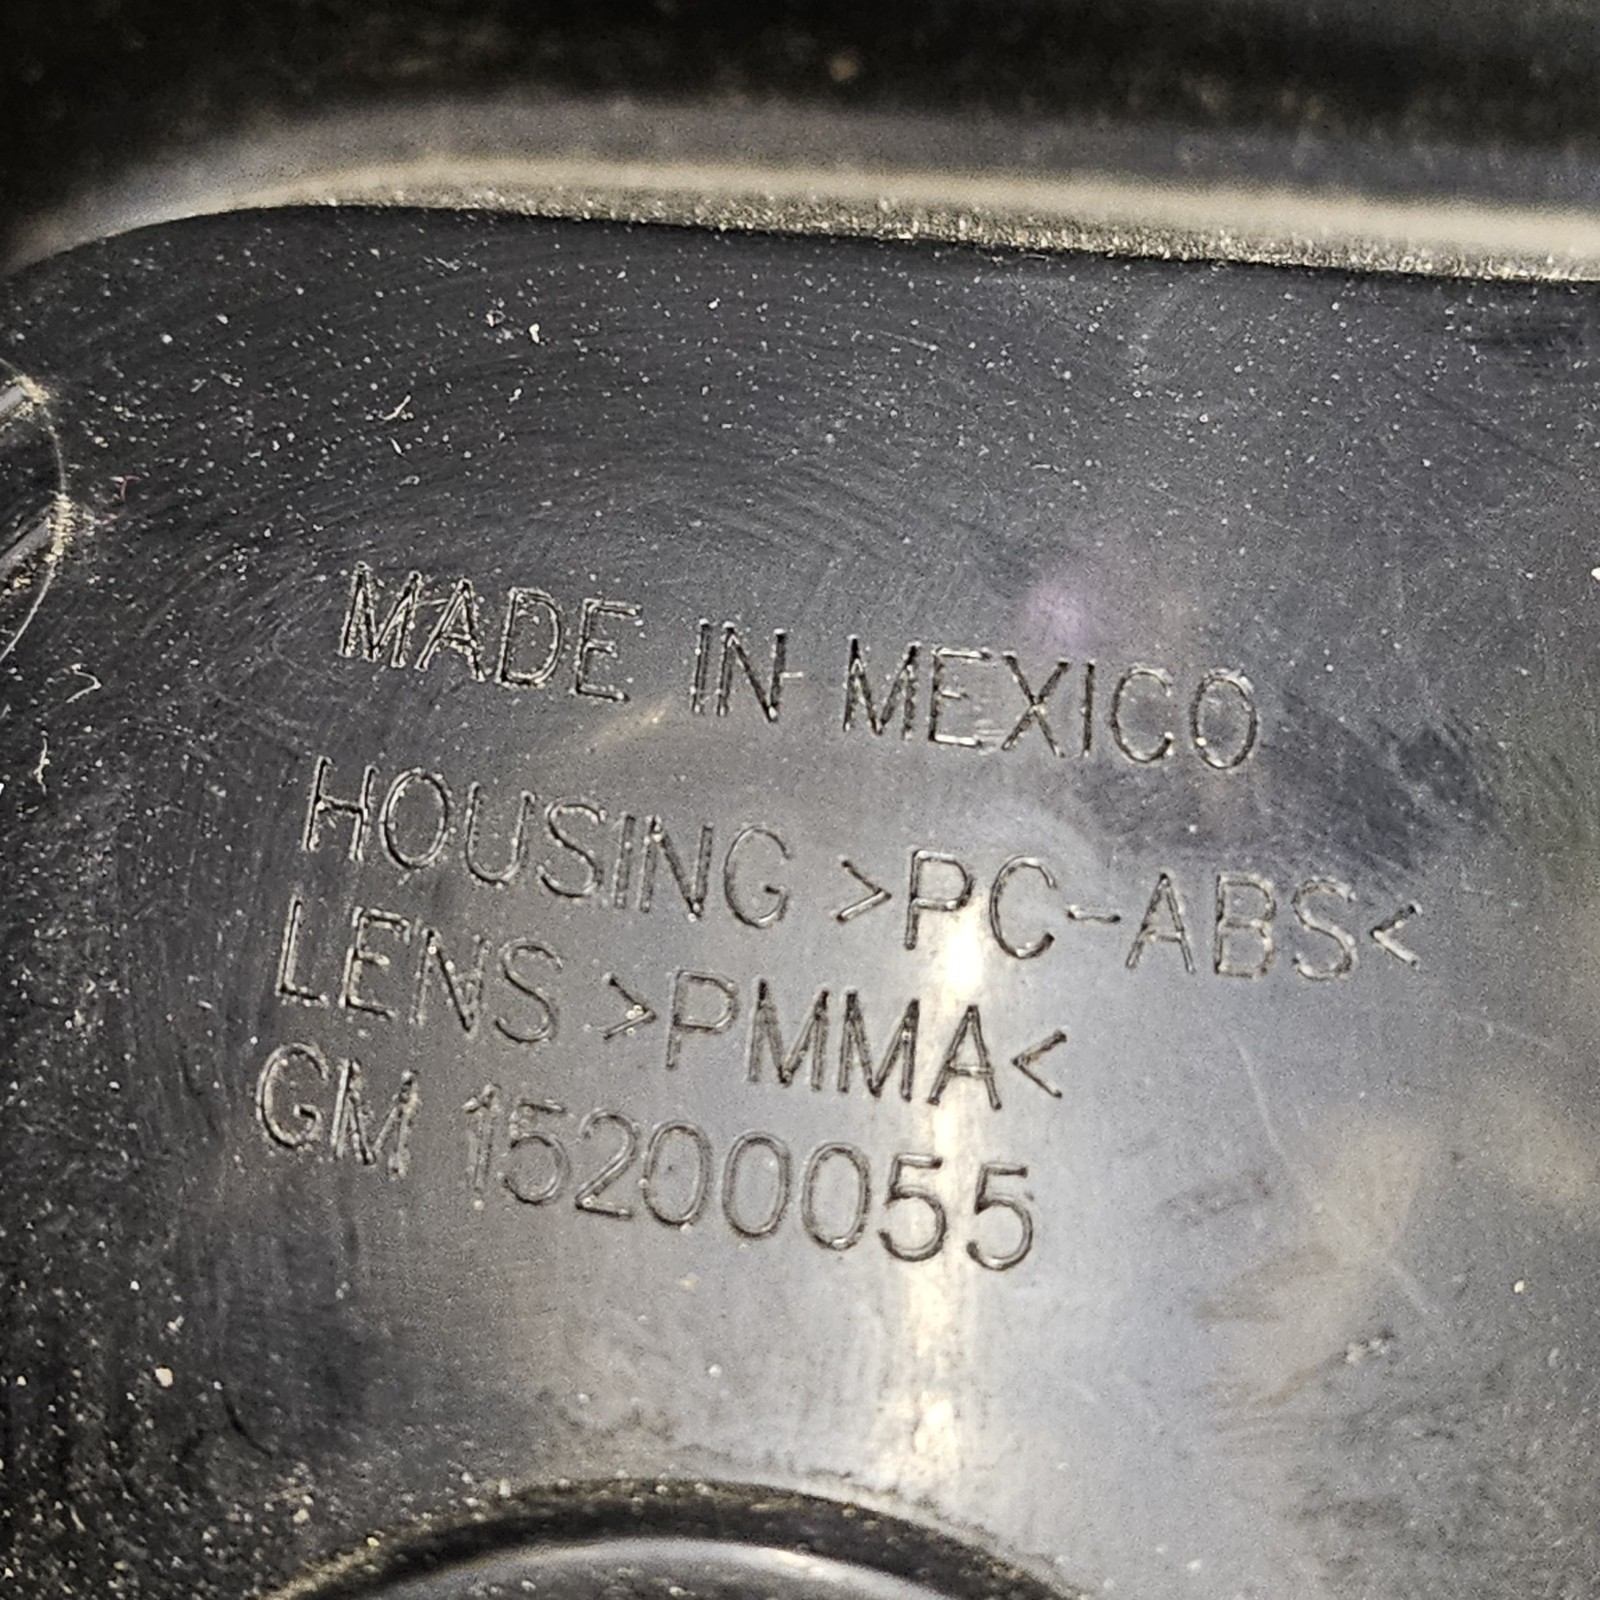 MADE IN MEXICO
HOUSING >PC-ABS<
LENS >PMMA<
GM 15200055